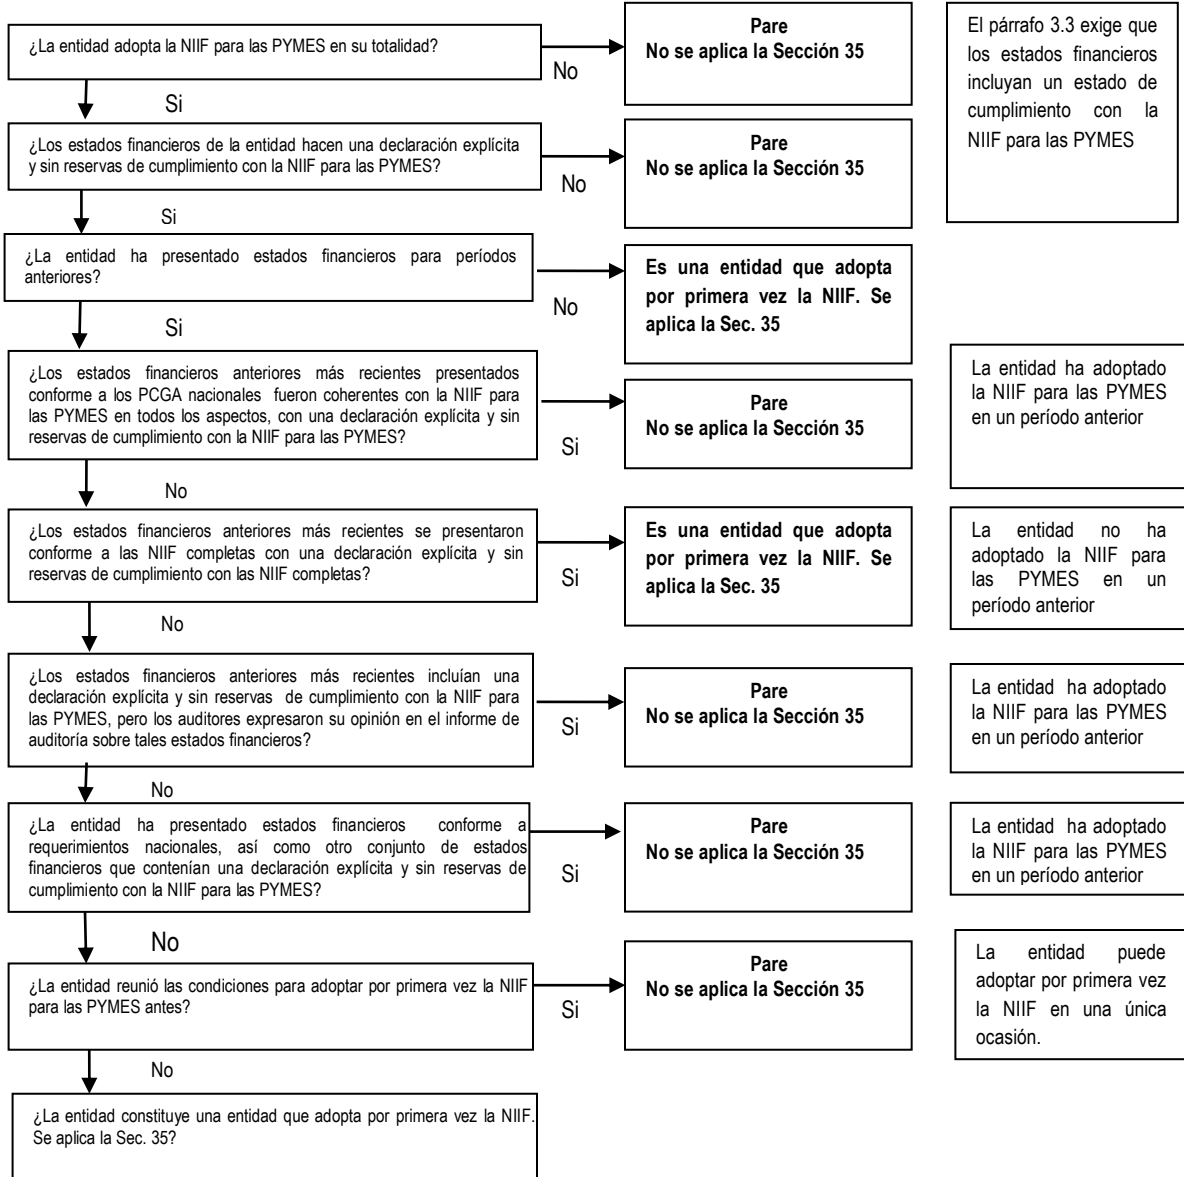 ¿La entidad adopta la NIIF para las PYMES en su totalidad?
No
Pare
No se aplica la Sección 35
El párrafo 3.3 exige que
los estados financieros
incluyan un estado de
cumplimiento con la
NIIF para las PYMES
Si
¿Los estados financieros de la entidad hacen una declaración explícita
y sin reservas de cumplimiento con la NIIF para las PYMES?
No
Pare
No se aplica la Sección 35
Si
¿La entidad ha presentado estados financieros para períodos
anteriores?
No
Es una entidad que adopta
por primera vez la NIIF. Se
aplica la Sec. 35
Si
¿Los estados financieros anteriores más recientes presentados
conforme a los PCGA nacionales fueron coherentes con la NIIF para
las PYMES en todos los aspectos, con una declaración explícita y sin
reservas de cumplimiento con la NIIF para las PYMES?
Si
Pare
No se aplica la Sección 35
La entidad ha adoptado
la NIIF para las PYMES
en un período anterior
No
¿Los estados financieros anteriores más recientes se presentaron
conforme a las NIIF completas con una declaración explícita y sin
reservas de cumplimiento con las NIIF completas?
Si
Es una entidad que adopta
por primera vez la NIIF. Se
aplica la Sec. 35
La entidad no ha
adoptado la NIIF para
las PYMES en un
período anterior
No
¿Los estados financieros anteriores más recientes incluían una
declaración explícita y sin reservas de cumplimiento con la NIIF para
las PYMES, pero los auditores expresaron su opinión en el informe de
auditoría sobre tales estados financieros?
Si
Pare
No se aplica la Sección 35
La entidad ha adoptado
la NIIF para las PYMES
en un período anterior
No
¿La entidad ha presentado estados financieros conforme a
requerimientos nacionales, así como otro conjunto de estados
financieros que contenían una declaración explícita y sin reservas de
cumplimiento con la NIIF para las PYMES?
Si
Pare
No se aplica la Sección 35
La entidad ha adoptado
la NIIF para las PYMES
en un período anterior
No
¿La entidad reunió las condiciones para adoptar por primera vez la NIIF
para las PYMES antes?
Si
Pare
No se aplica la Sección 35
La entidad puede
adoptar por primera vez
la NIIF en una única
ocasión.
No
¿La entidad constituye una entidad que adopta por primera vez la NIIF.
Se aplica la Sec. 35?